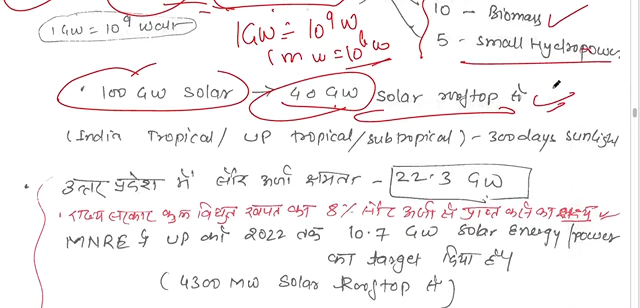 1GW = 10⁹ watt
1GW = 10⁹ W
1 MW = 10⁶ W
10 - Biomass
5 - Small Hydropower
100 GW Solar → 40 GW Solar rooftop से
(India Tropical / UP tropical/subtropical) - 300 days sunlight
उत्तर प्रदेश में सौर ऊर्जा क्षमता - 22.3 GW
राज्य सरकार कुल विद्युत खपत का 8% सौर ऊर्जा से प्राप्त करने का लक्ष्य
MNRE ने UP को 2022 तक 10.7 GW Solar Energy/power
का target दिया है
(4300 MW Solar Rooftop से)